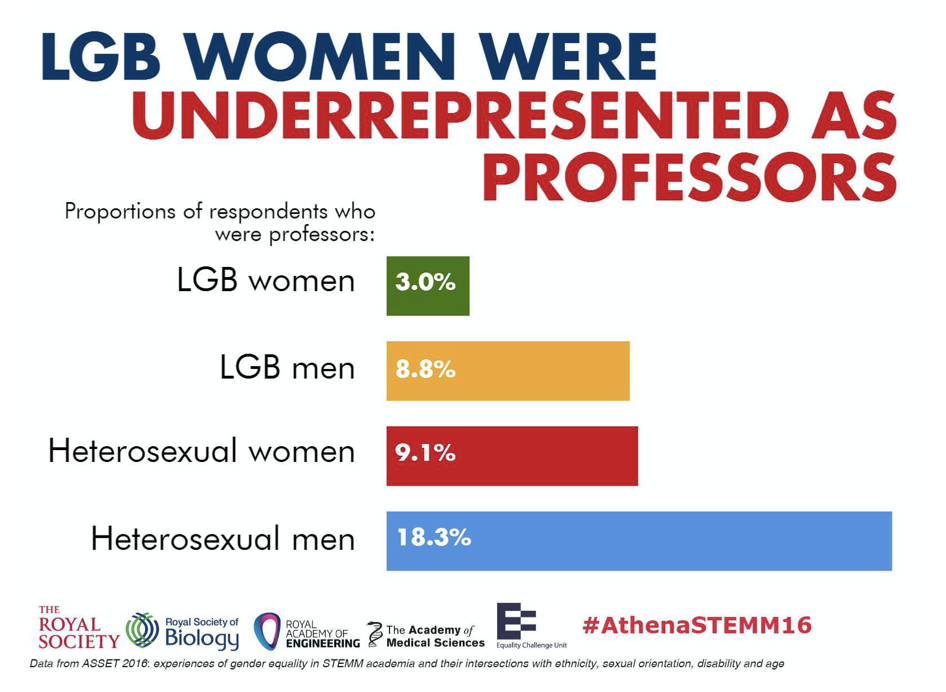 LGB WOMEN WERE
UNDERREPRESENTED AS
PROFESSORS
Proportions of respondents who
were professors:
LGB women
3.0%
LGB men
8.8%
Heterosexual women
9.1%
Heterosexual men
18.3%
THE
ROYAL
SOCIETY
Royal Society of
Biology
ROYAL
ACADEMY OF
ENGINEERING
The Academy of
Medical Sciences
Equality Challenge Unit
#AthenaSTEMM16
Data from ASSET 2016: experiences of gender equality in STEMM academia and their intersections with ethnicity, sexual orientation, disability and age